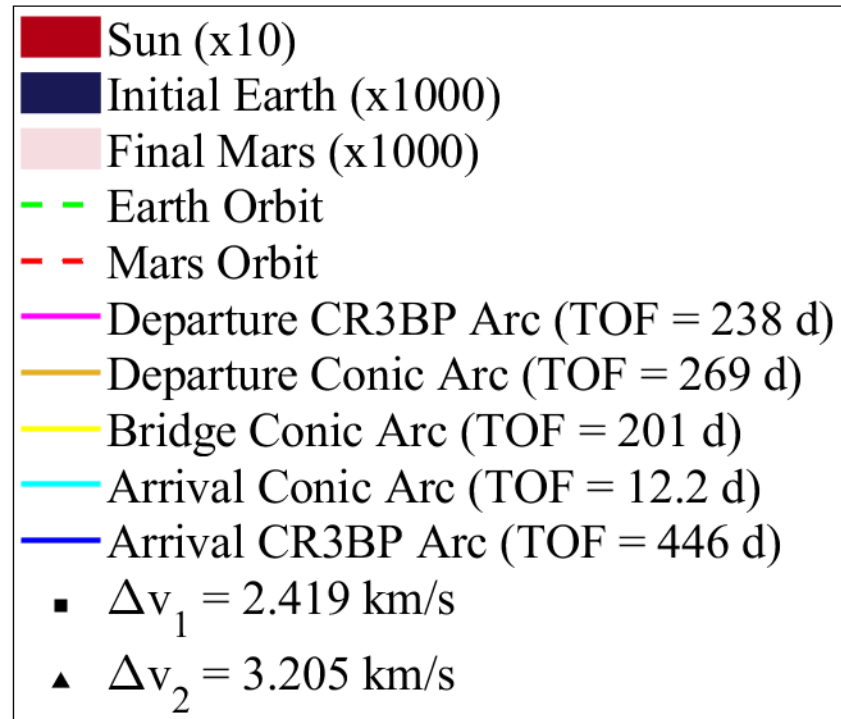 Sun (x10)
Initial Earth (x1000)
Final Mars (x1000)
Earth Orbit
Mars Orbit
Departure CR3BP Arc (TOF = 238 d)
Departure Conic Arc (TOF = 269 d)
Bridge Conic Arc (TOF = 201 d)
Arrival Conic Arc (TOF = 12.2 d)
Arrival CR3BP Arc (TOF = 446 d)
Δv₁ = 2.419 km/s
Δv₂ = 3.205 km/s